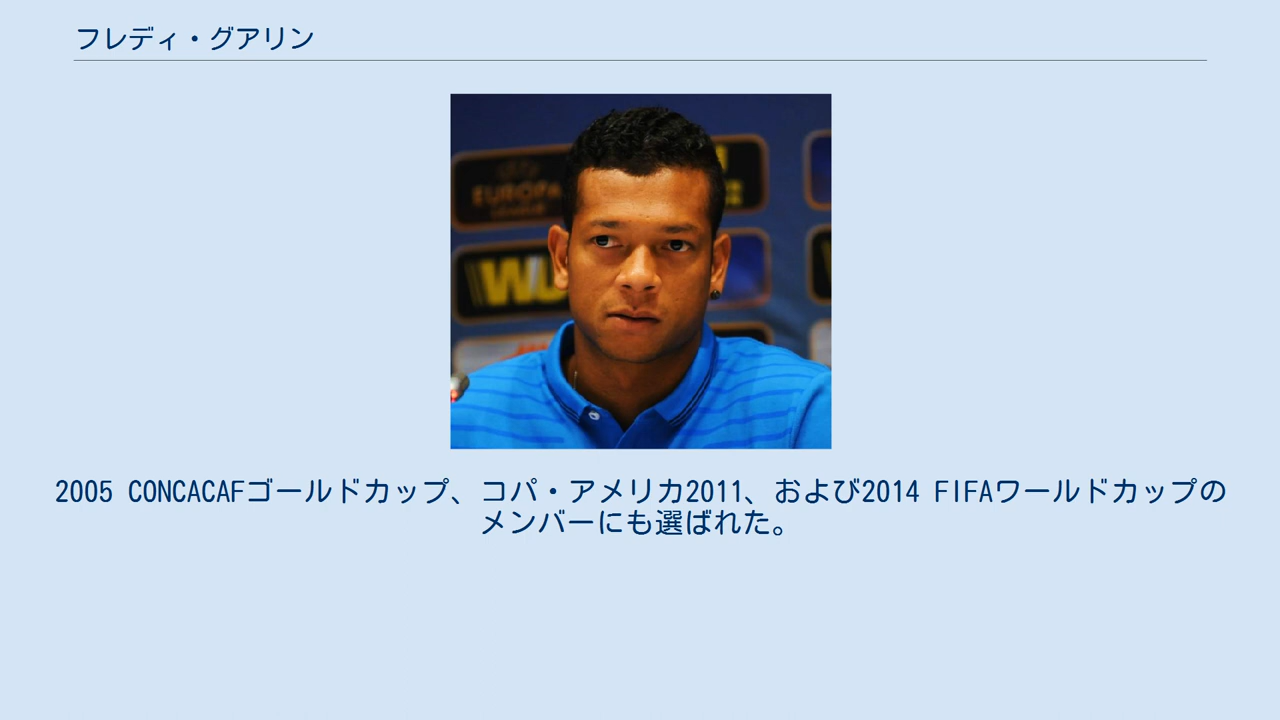 フレディ・グアリン
EUROPA
LEAGUE
WU
2005 CONCACAFゴールドカップ、コパ・アメリカ2011、および2014 FIFAワールドカップの
メンバーにも選ばれた。